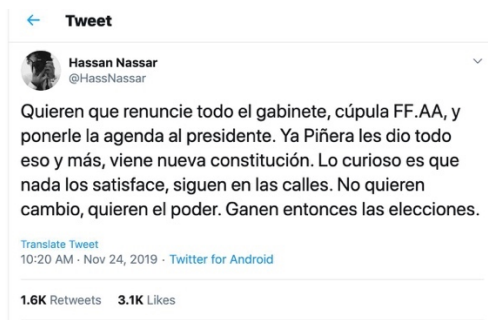 Tweet
Hassan Nassar
@HassNassar
Quieren que renuncie todo el gabinete, cúpula FF.AA, y
ponerle la agenda al presidente. Ya Piñera les dio todo
eso y más, viene nueva constitución. Lo curioso es que
nada los satisface, siguen en las calles. No quieren
cambio, quieren el poder. Ganen entonces las elecciones.
Translate Tweet
10:20 AM · Nov 24, 2019 · Twitter for Android
1.6K Retweets 3.1K Likes